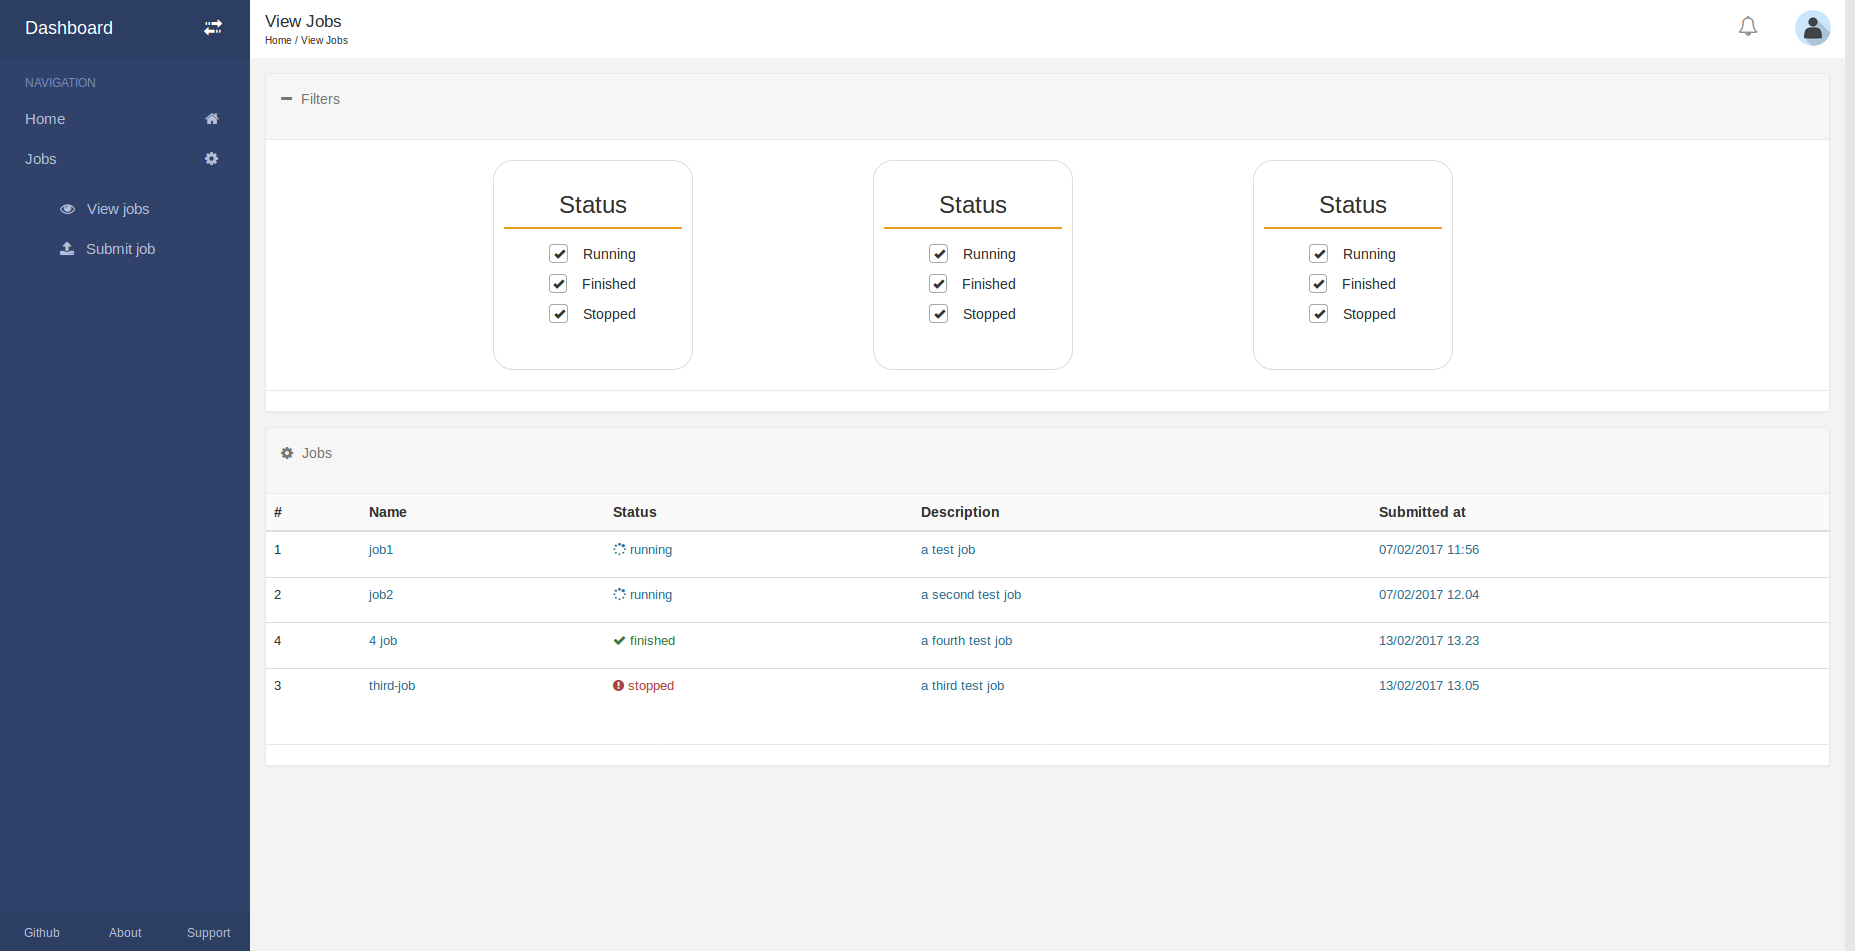 Dashboard
NAVIGATION
Home
Jobs
View jobs
Submit job
Github About Support
View Jobs
Home / View Jobs
Filters
Status Status Status
Running Running Running
Finished Finished Finished
Stopped Stopped Stopped
Jobs
# Name Status Description Submitted at
1 job1 running a test job 07/02/2017 11:56
2 job2 running a second test job 07/02/2017 12.04
4 4 job finished a fourth test job 13/02/2017 13.23
3 third-job stopped a third test job 13/02/2017 13.05